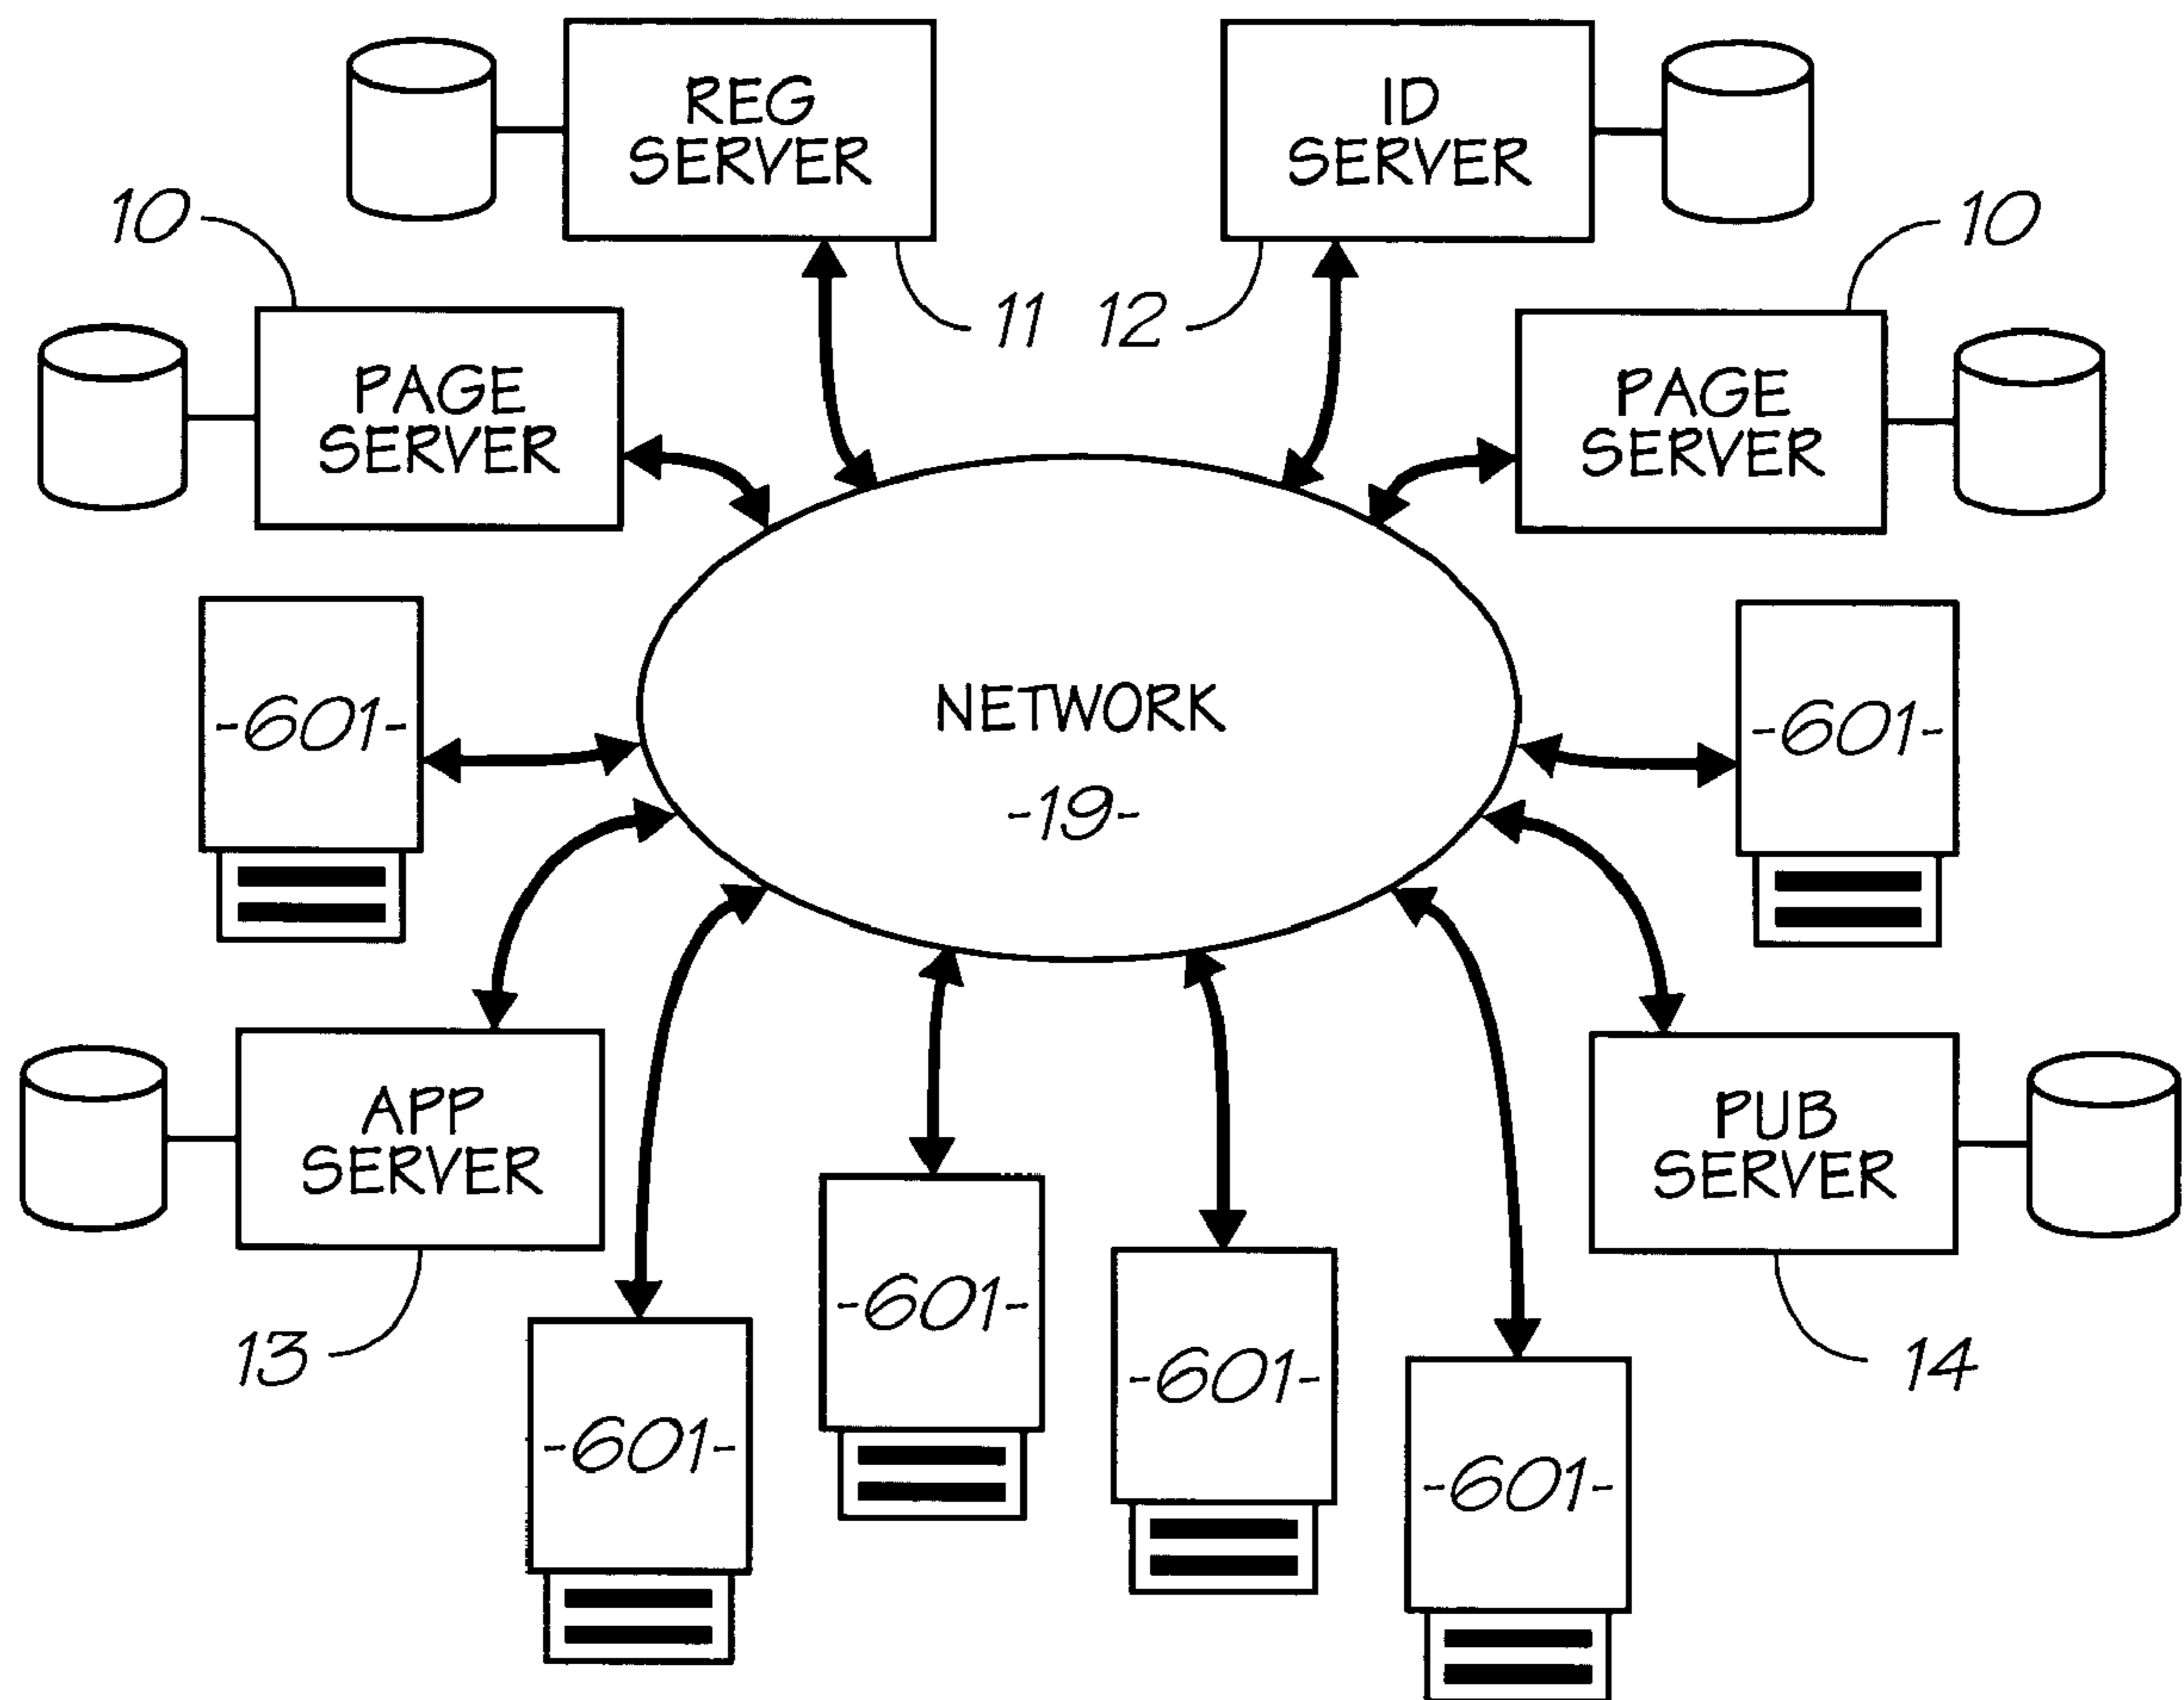 REG
SERVER
ID
SERVER
10
10
11
12
PAGE
SERVER
PAGE
SERVER
-601-
NETWORK
-19-
-601-
APP
SERVER
PUB
SERVER
13
-601-
-601-
-601-
-601-
14